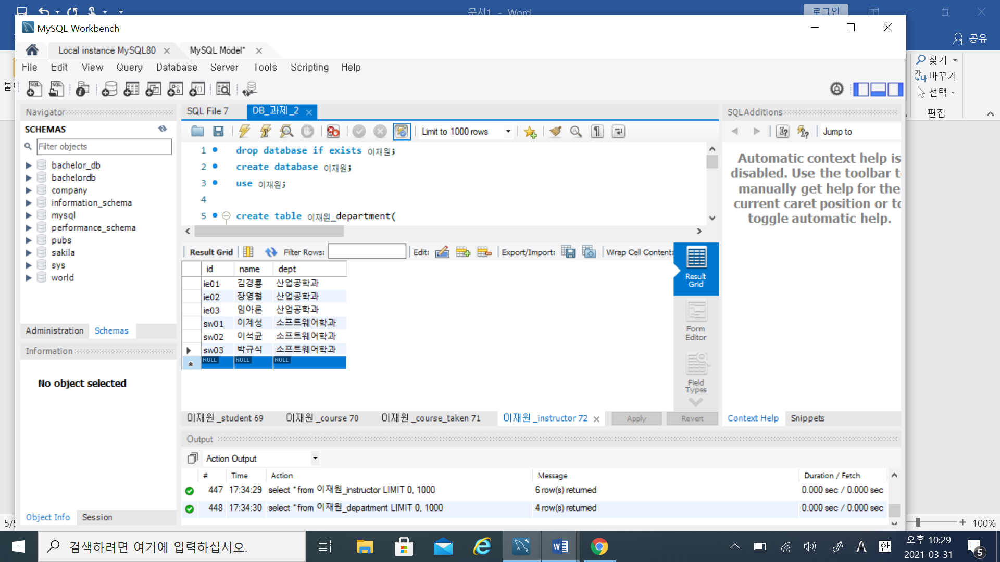 문서1 - Word
로그인
MySQL Workbench
공유
Local instance MySQL80
MySQL Model*
File Edit View Query Database Server Tools Scripting Help
찾기
바꾸기
선택
편집
Navigator
SCHEMAS
Filter objects
bachelor_db
bachelordb
company
information_schema
mysql
performance_schema
pubs
sakila
sys
world
Administration Schemas
Information
No object selected
Object Info Session
SQL File 7 DB_과제_2
Limit to 1000 rows
1 drop database if exists 이재원;
2 create database 이재원;
3 use 이재원;
4
5 create table 이재원_department(
Result Grid Filter Rows: Edit: Export/Import: Wrap Cell Content:
id name dept
ie01 김경룡 산업공학과
ie02 장영철 산업공학과
ie03 임아론 산업공학과
sw01 이계성 소프트웨어학과
sw02 이석균 소프트웨어학과
sw03 박규식 소프트웨어학과
NULL NULL NULL
Result Grid
Form Editor
Field Types
이재원_student 69 이재원_course 70 이재원_course_taken 71 이재원_instructor 72 Apply Revert
SQLAdditions
Jump to
Automatic context help is
disabled. Use the toolbar
manually get help for the
current caret position or
toggle automatic help.
Context Help Snippets
Output
Action Output
# Time Action Message Duration / Fetch
447 17:34:29 select * from 이재원_instructor LIMIT 0, 1000 6 row(s) returned 0.000 sec / 0.000 sec
448 17:34:30 select * from 이재원_department LIMIT 0, 1000 4 row(s) returned 0.000 sec / 0.000 sec
100%
검색하려면 여기에 입력하십시오.
A 한
오후 10:29
2021-03-31
5